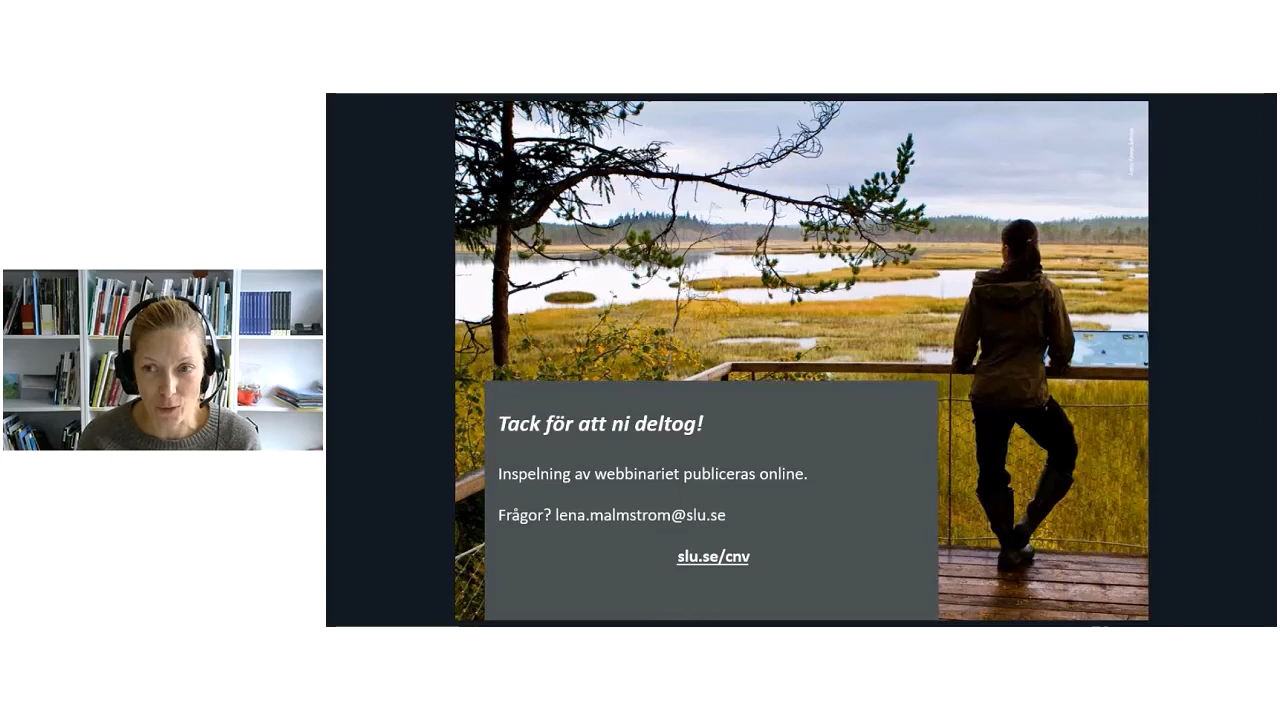 Tack för att ni deltog!
Inspelning av webbinariet publiceras online.
Frågor? lena.malmstrom@slu.se
slu.se/cnv